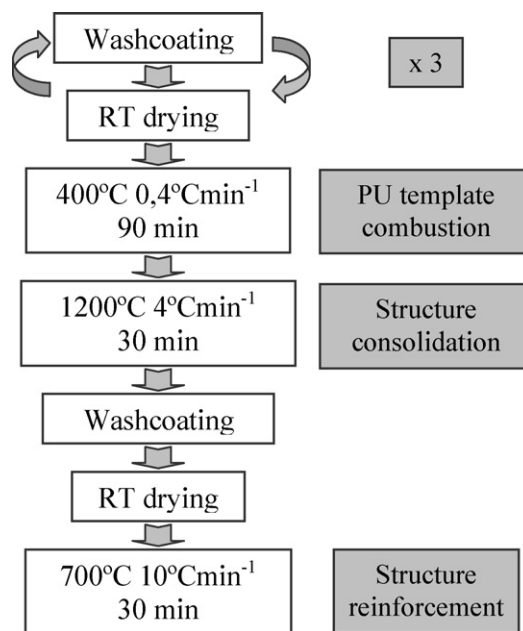 Washcoating
x 3
RT drying
400ºC 0,4ºCmin⁻¹
90 min
PU template
combustion
1200ºC 4ºCmin⁻¹
30 min
Structure
consolidation
Washcoating
RT drying
700ºC 10ºCmin⁻¹
30 min
Structure
reinforcement